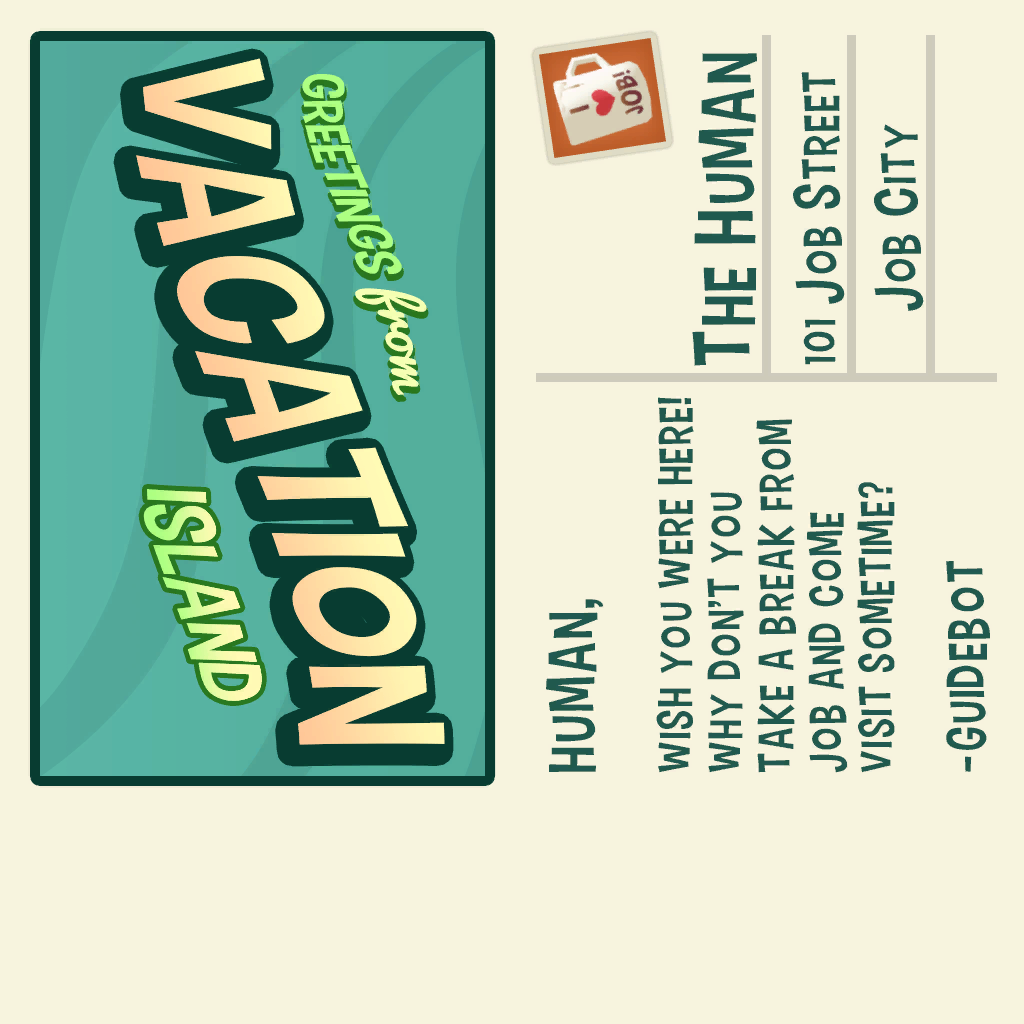 GREETINGS from
VACATION
ISLAND
I ♥
JOB!
THE HUMAN
101 JOB STREET
JOB CITY
HUMAN,
WISH YOU WERE HERE!
WHY DON'T YOU
TAKE A BREAK FROM
JOB AND COME
VISIT SOMETIME?
-GUIDEBOT